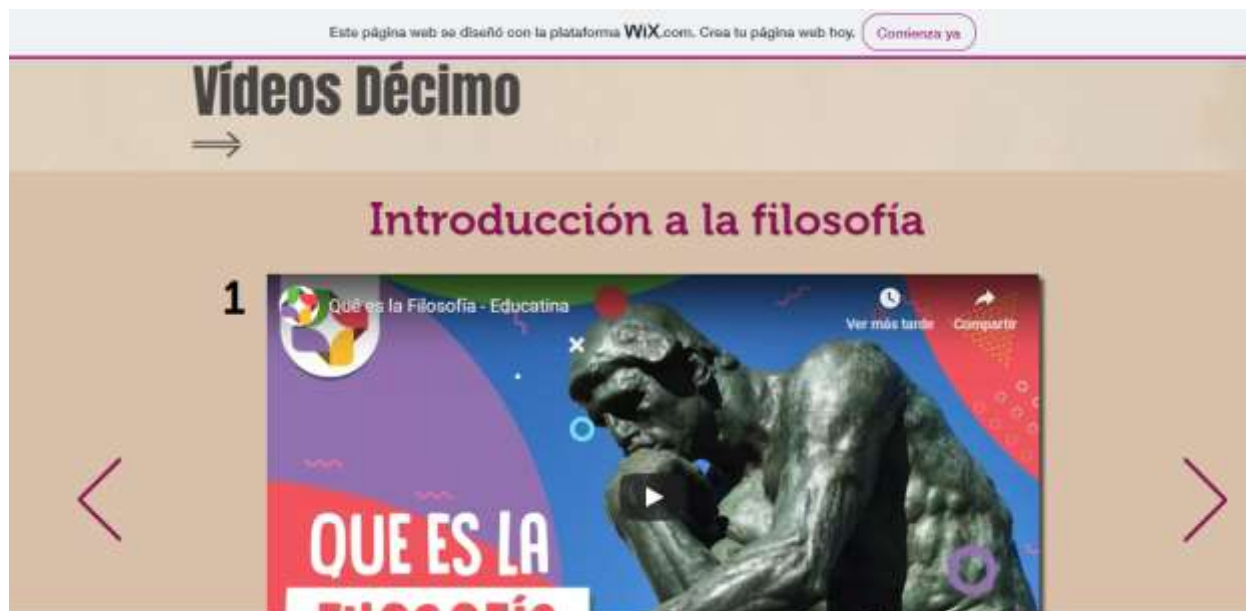 Este página web se diseñó con la plataforma WiX.com. Crea tu página web hoy. Comienza ya
Vídeos Décimo
Introducción a la filosofía
1
Qué es la Filosofía - Educatina
Ver más tarde Compartir
QUE ES LA